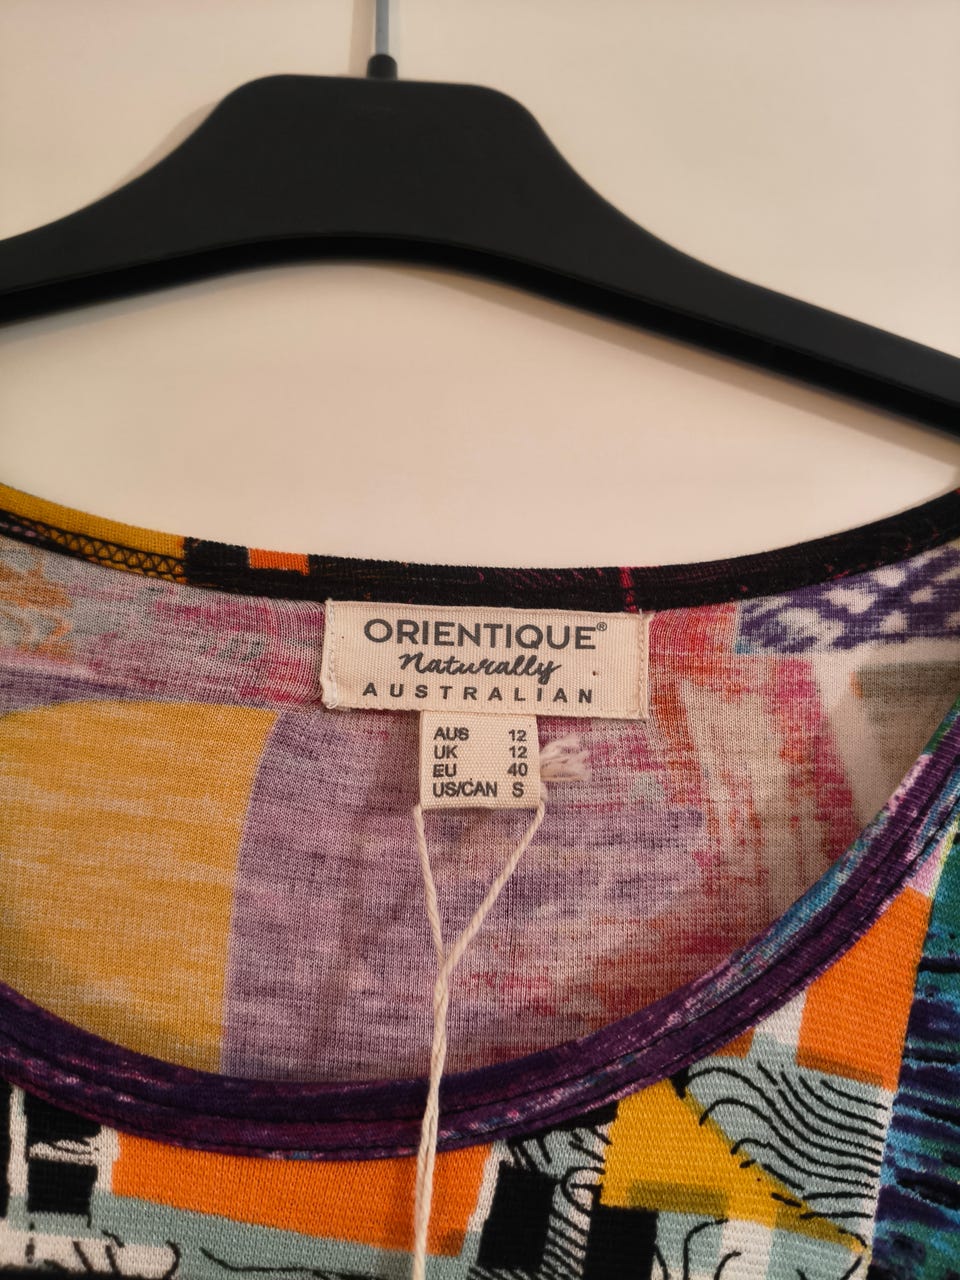 ORIENTIQUE®
Naturally
AUSTRALIAN
AUS 12
UK 12
EU 40
US/CAN S